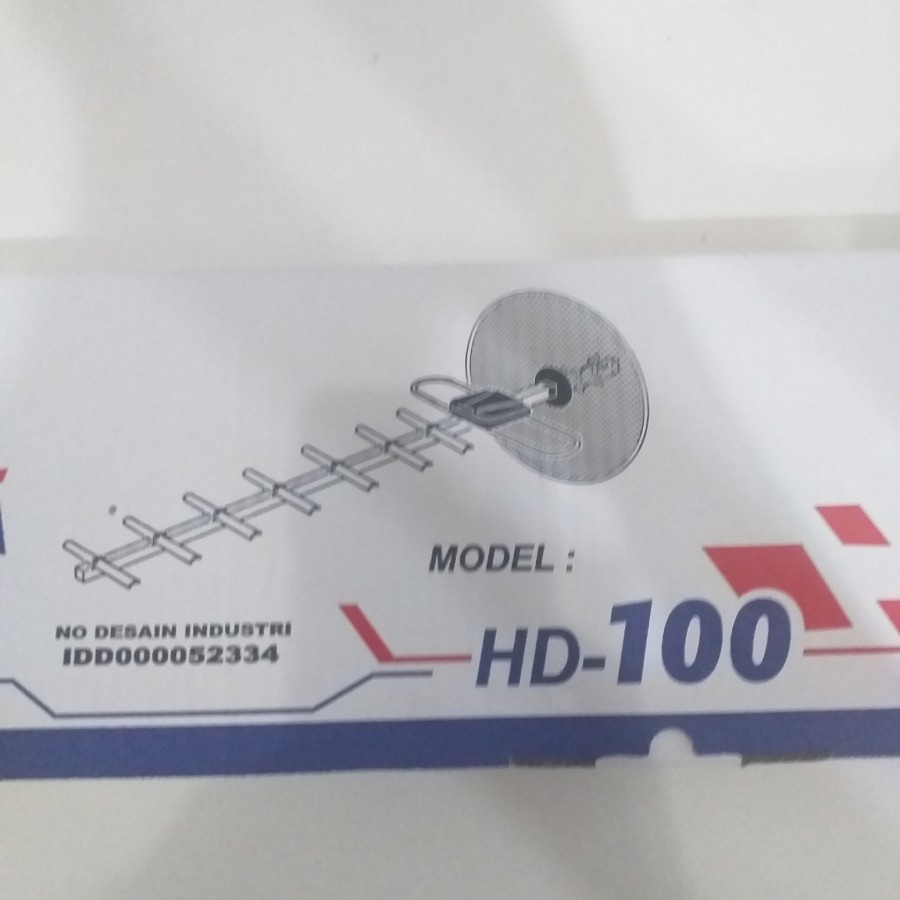 MODEL :
NO DESAIN INDUSTRI
IDD000052334
HD-100